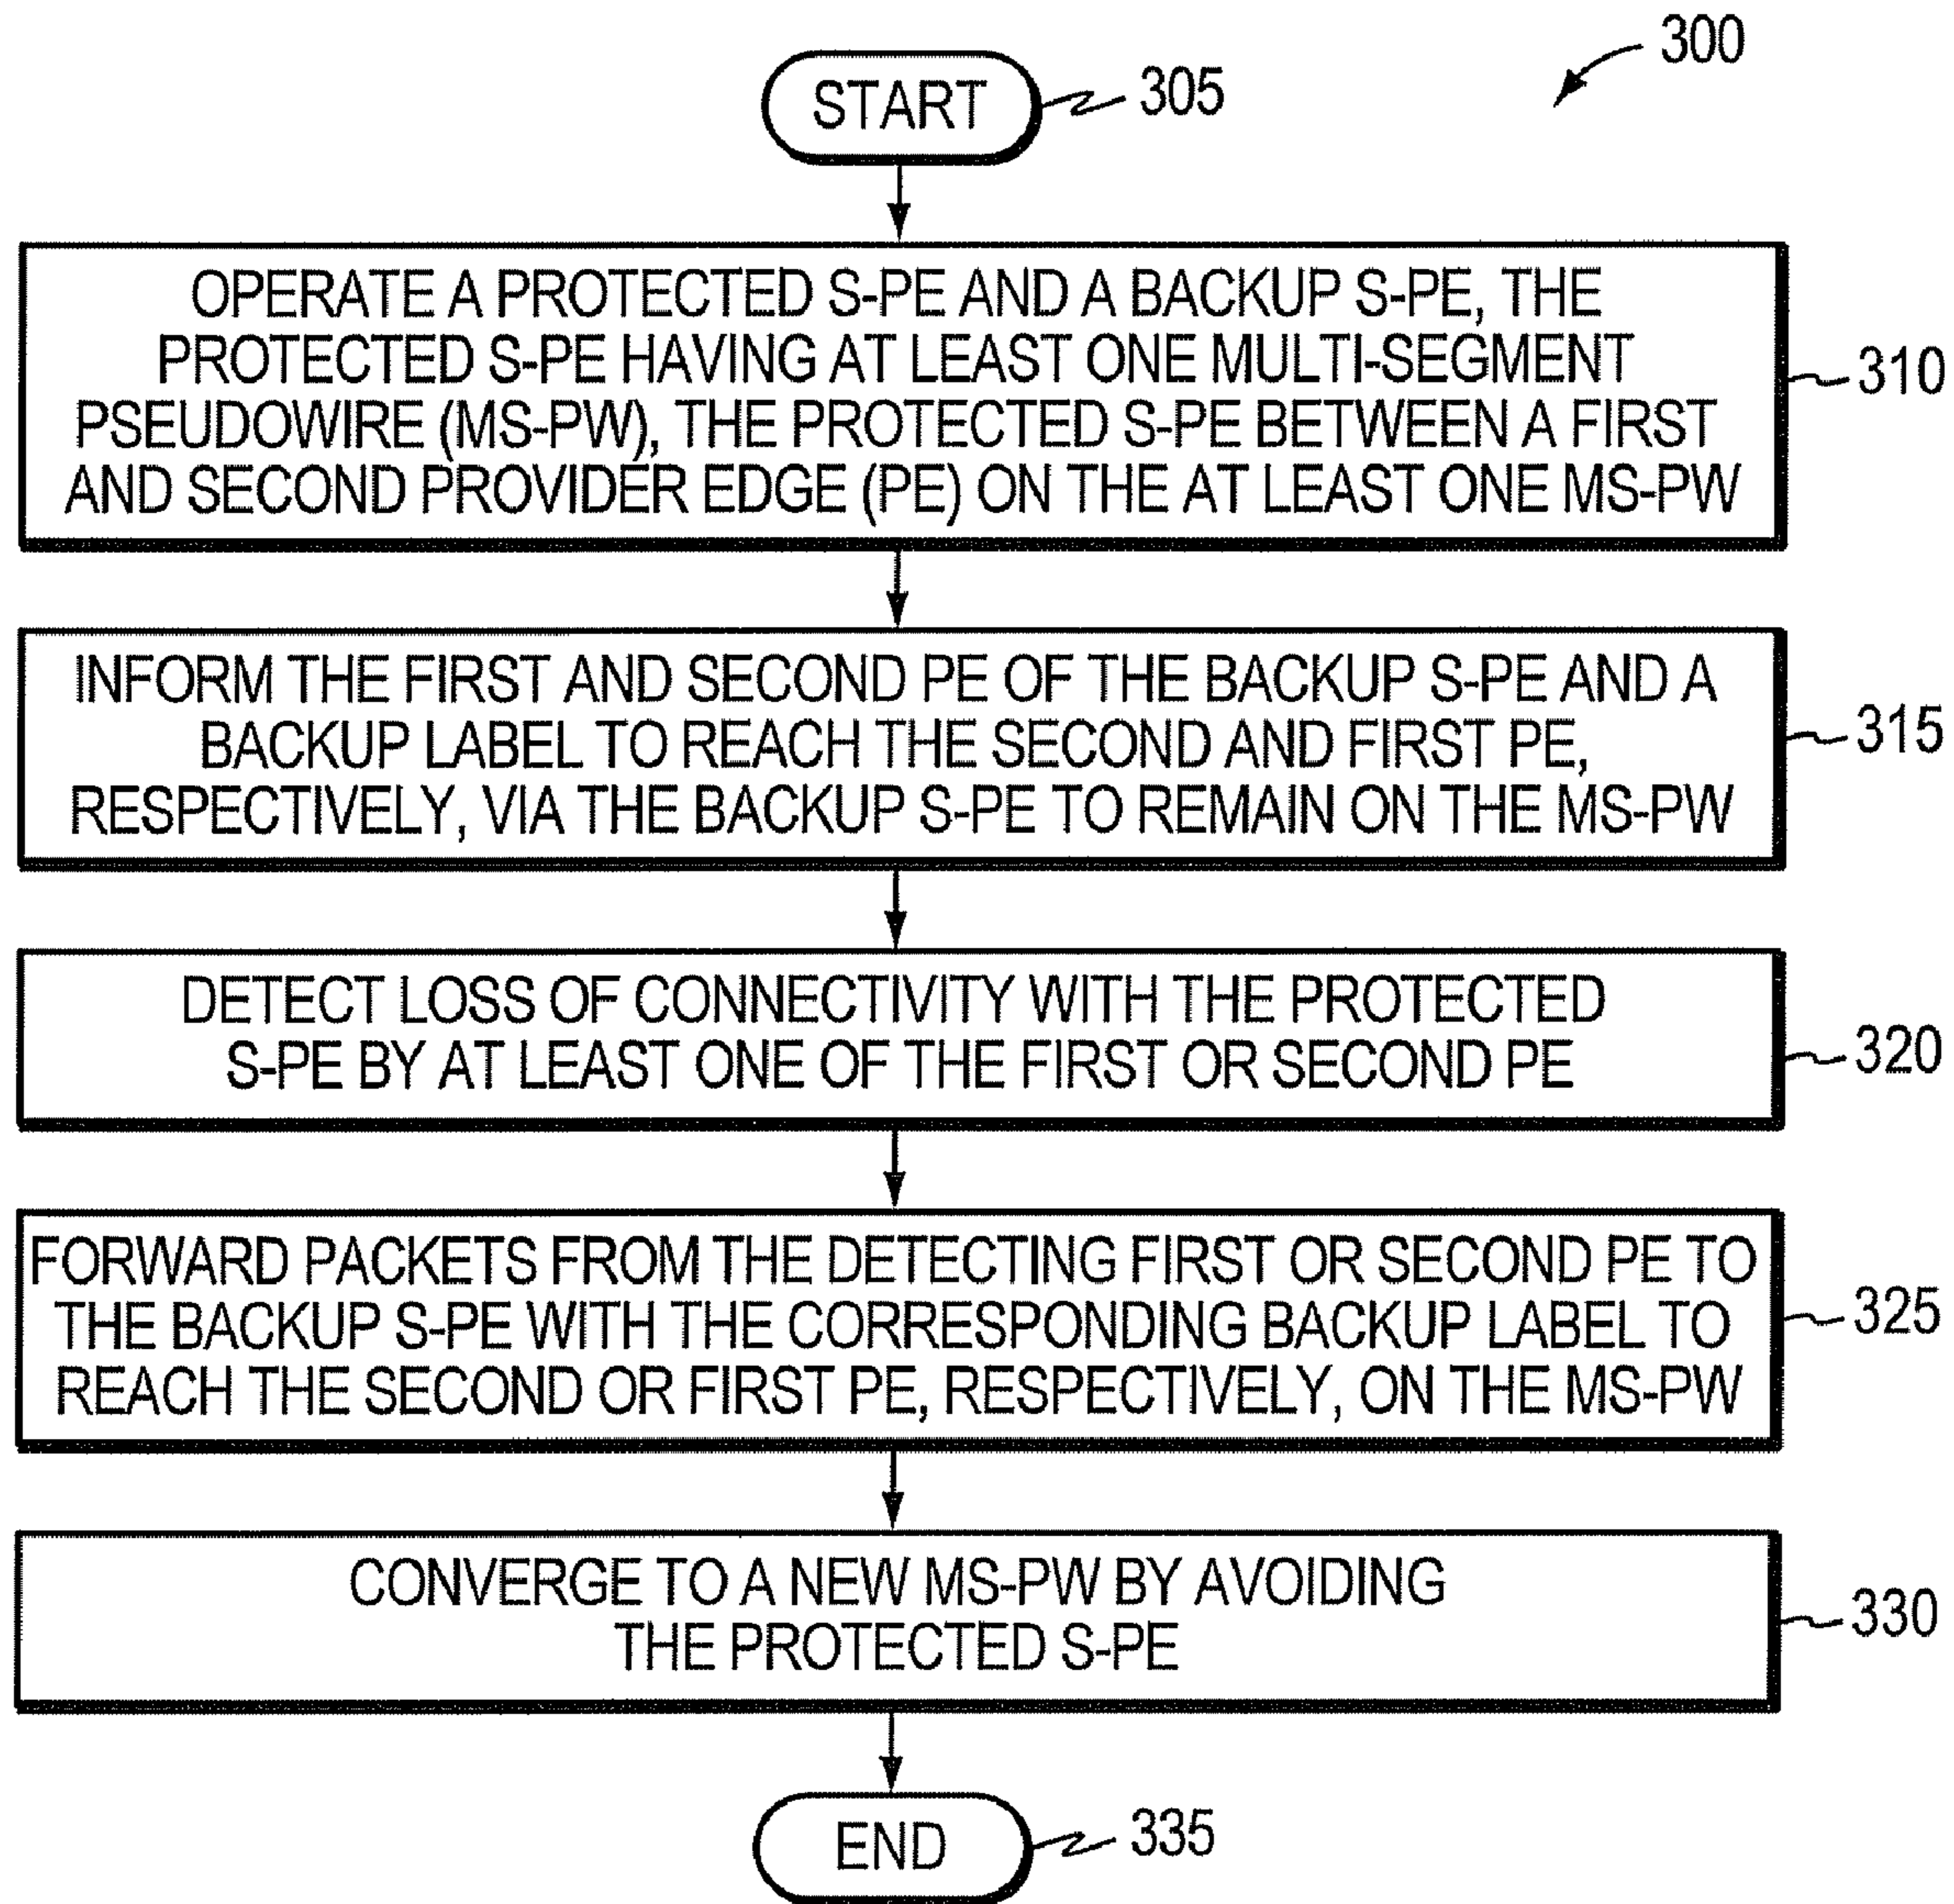 300
START
305
OPERATE A PROTECTED S-PE AND A BACKUP S-PE, THE
PROTECTED S-PE HAVING AT LEAST ONE MULTI-SEGMENT
PSEUDOWIRE (MS-PW), THE PROTECTED S-PE BETWEEN A FIRST
AND SECOND PROVIDER EDGE (PE) ON THE AT LEAST ONE MS-PW
310
INFORM THE FIRST AND SECOND PE OF THE BACKUP S-PE AND A
BACKUP LABEL TO REACH THE SECOND AND FIRST PE,
RESPECTIVELY, VIA THE BACKUP S-PE TO REMAIN ON THE MS-PW
315
DETECT LOSS OF CONNECTIVITY WITH THE PROTECTED
S-PE BY AT LEAST ONE OF THE FIRST OR SECOND PE
320
FORWARD PACKETS FROM THE DETECTING FIRST OR SECOND PE TO
THE BACKUP S-PE WITH THE CORRESPONDING BACKUP LABEL TO
REACH THE SECOND OR FIRST PE, RESPECTIVELY, ON THE MS-PW
325
CONVERGE TO A NEW MS-PW BY AVOIDING
THE PROTECTED S-PE
330
END
335